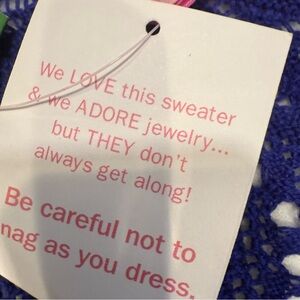 We LOVE this sweater
& we ADORE jewelry...
but THEY don't
always get along!
Be careful not to
nag as you dress.